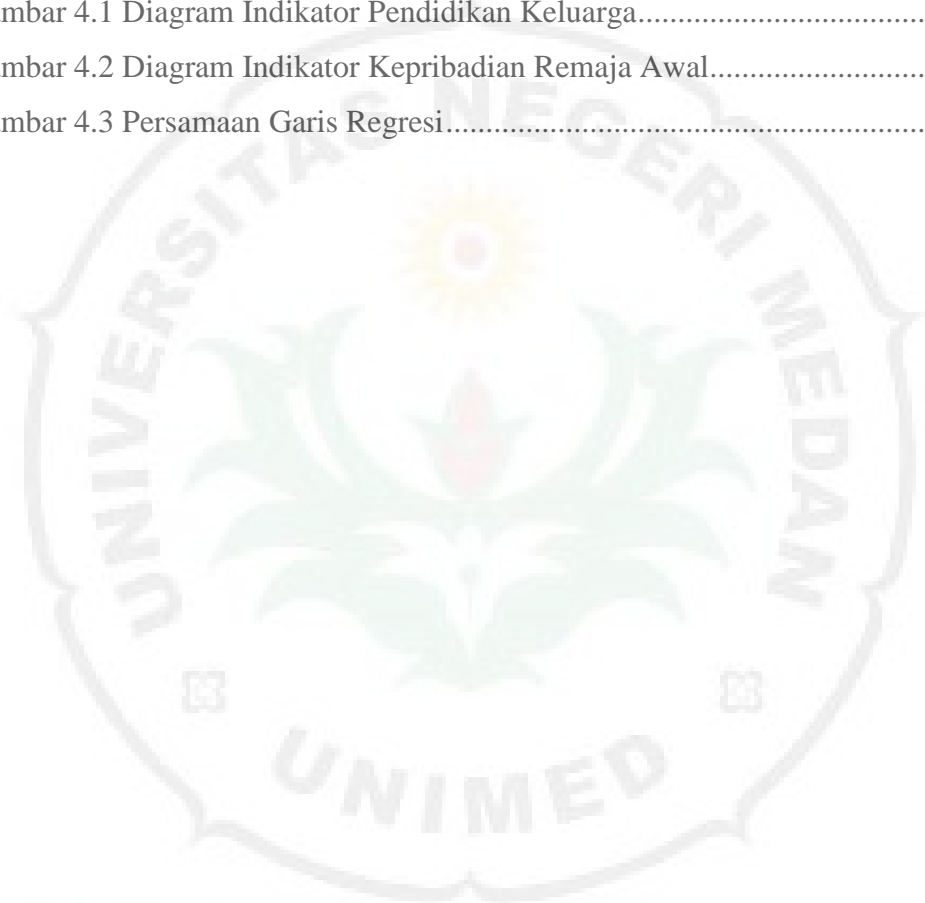 mbar 4.1 Diagram Indikator Pendidikan Keluarga....................................
mbar 4.2 Diagram Indikator Kepribadian Remaja Awal...........................
mbar 4.3 Persamaan Garis Regresi............................................................
UNIVERSITAS NEGERI MEDAN
UNIMED